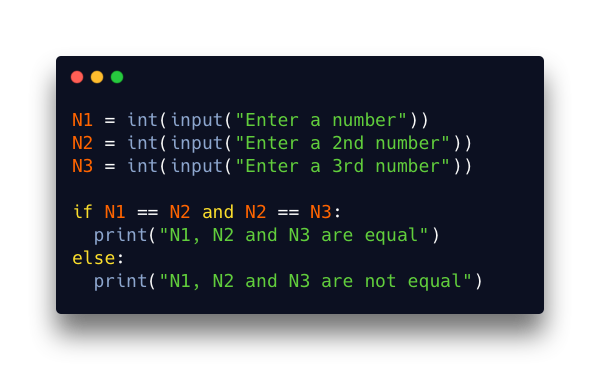 N1 = int(input("Enter a number"))
N2 = int(input("Enter a 2nd number"))
N3 = int(input("Enter a 3rd number"))

if N1 == N2 and N2 == N3:
  print("N1, N2 and N3 are equal")
else:
  print("N1, N2 and N3 are not equal")